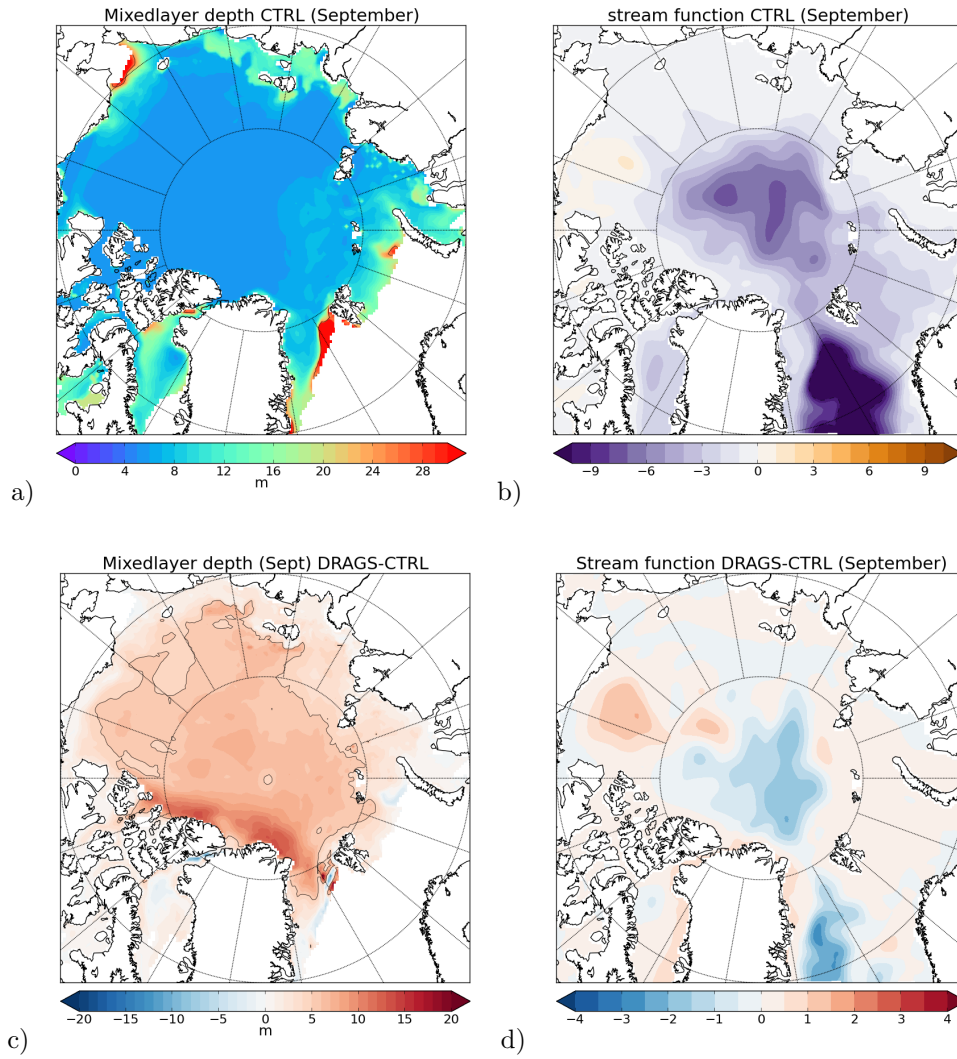 Mixedlayer depth CTRL (September)
stream function CTRL (September)
0 4 8 12 16 20 24 28
m
−9 −6 −3 0 3 6 9
a)
b)
Mixedlayer depth (Sept) DRAGS-CTRL
Stream function DRAGS-CTRL (September)
−20 −15 −10 −5 0 5 10 15 20
m
−4 −3 −2 −1 0 1 2 3 4
c)
d)